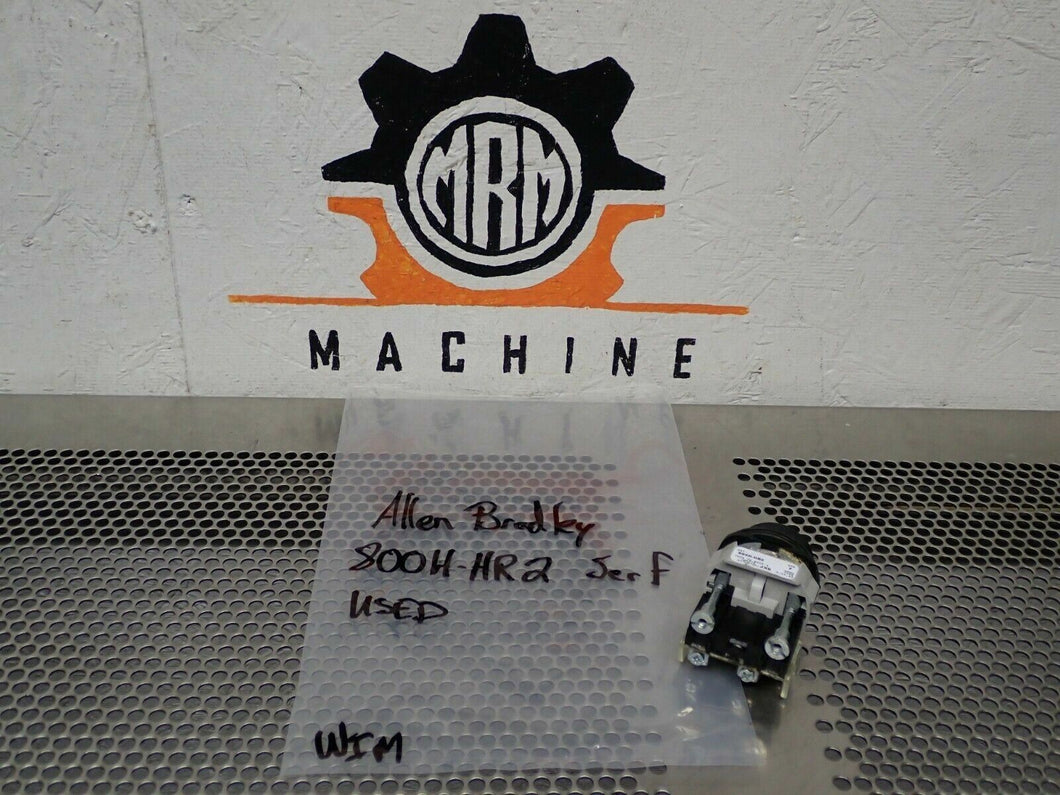 MRM
MACHINE
Allen Bradley
800H-HR2 Ser F
USED
WIM